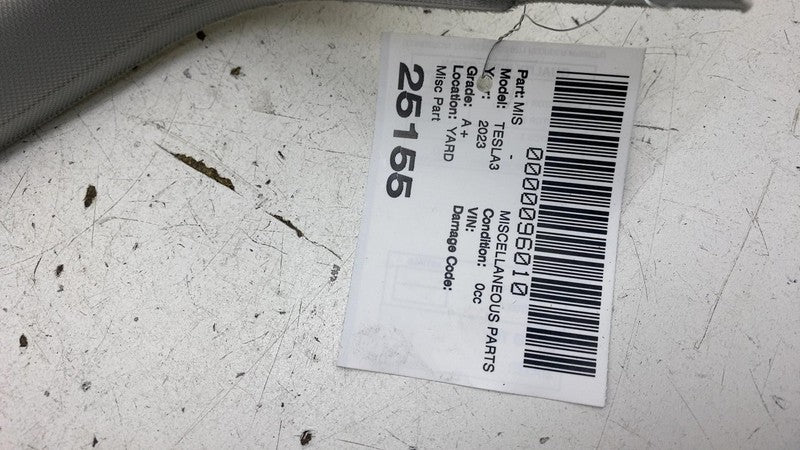 0000096010
Part: MIS - MISCELLANEOUS PARTS
Model: TESLA3 Condition: 0cc
2023 VIN:
Grade: A+ Damage Code:
Location: YARD
Misc Part
25155